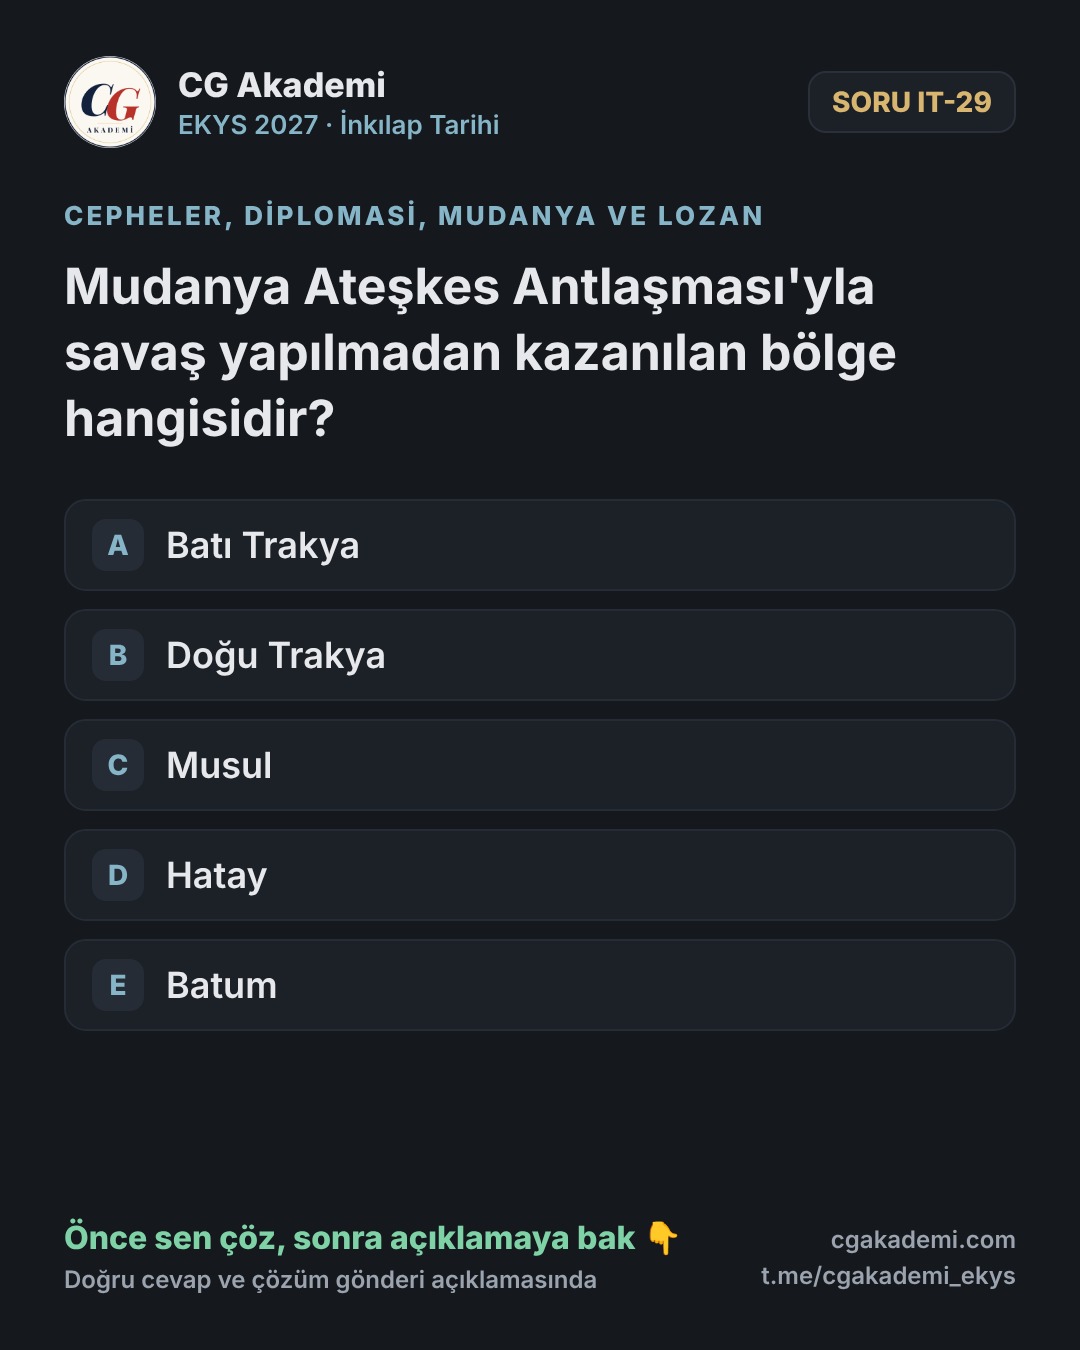 CG
AKADEMİ
CG Akademi
EKYS 2027 · İnkılap Tarihi
SORU IT-29
CEPHELER, DİPLOMASİ, MUDANYA VE LOZAN
Mudanya Ateşkes Antlaşması'yla
savaş yapılmadan kazanılan bölge
hangisidir?
A Batı Trakya
B Doğu Trakya
C Musul
D Hatay
E Batum
Önce sen çöz, sonra açıklamaya bak 👇
Doğru cevap ve çözüm gönderi açıklamasında
cgakademi.com
t.me/cgakademi_ekys